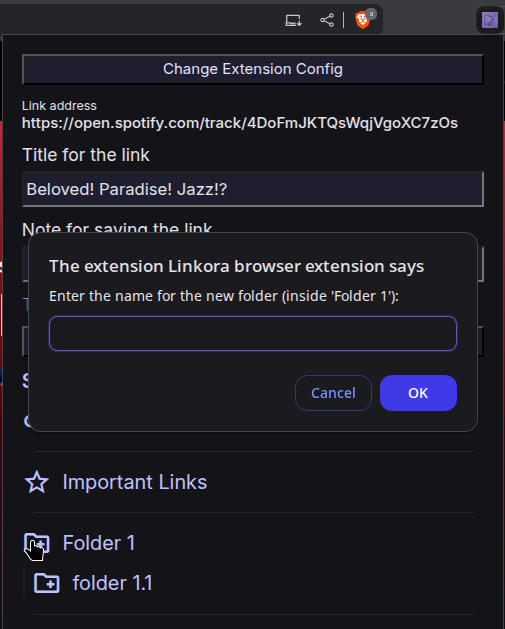 6
Change Extension Config
Link address
https://open.spotify.com/track/4DoFmJKTQsWqjVgoXC7zOs
Title for the link
Beloved! Paradise! Jazz!?
Note for saving the link
The extension Linkora browser extension says
Enter the name for the new folder (inside 'Folder 1'):
Cancel
OK
Important Links
Folder 1
folder 1.1